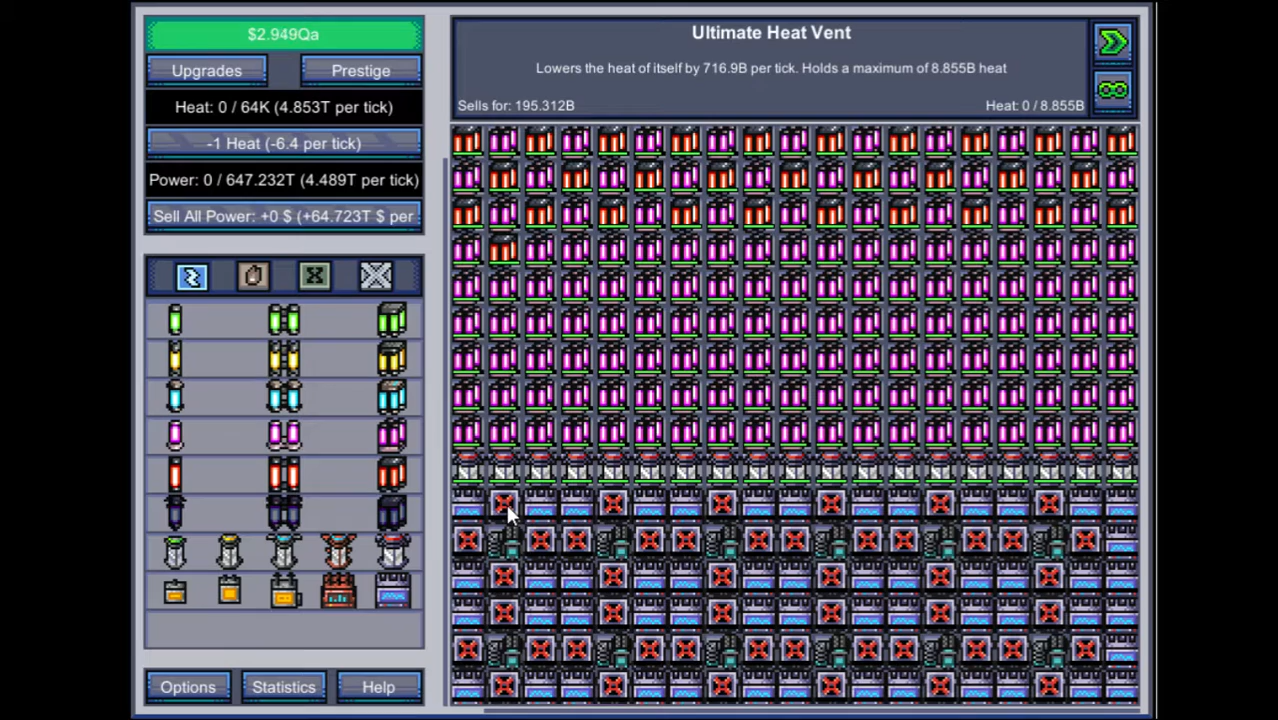 $2.949Qa
Upgrades
Prestige
Heat: 0 / 64K (4.853T per tick)
-1 Heat (-6.4 per tick)
Power: 0 / 647.232T (4.489T per tick)
Sell All Power: +0 $ (+64.723T $ per
Ultimate Heat Vent
Lowers the heat of itself by 716.9B per tick. Holds a maximum of 8.855B heat
Sells for: 195.312B
Heat: 0 / 8.855B
Options
Statistics
Help